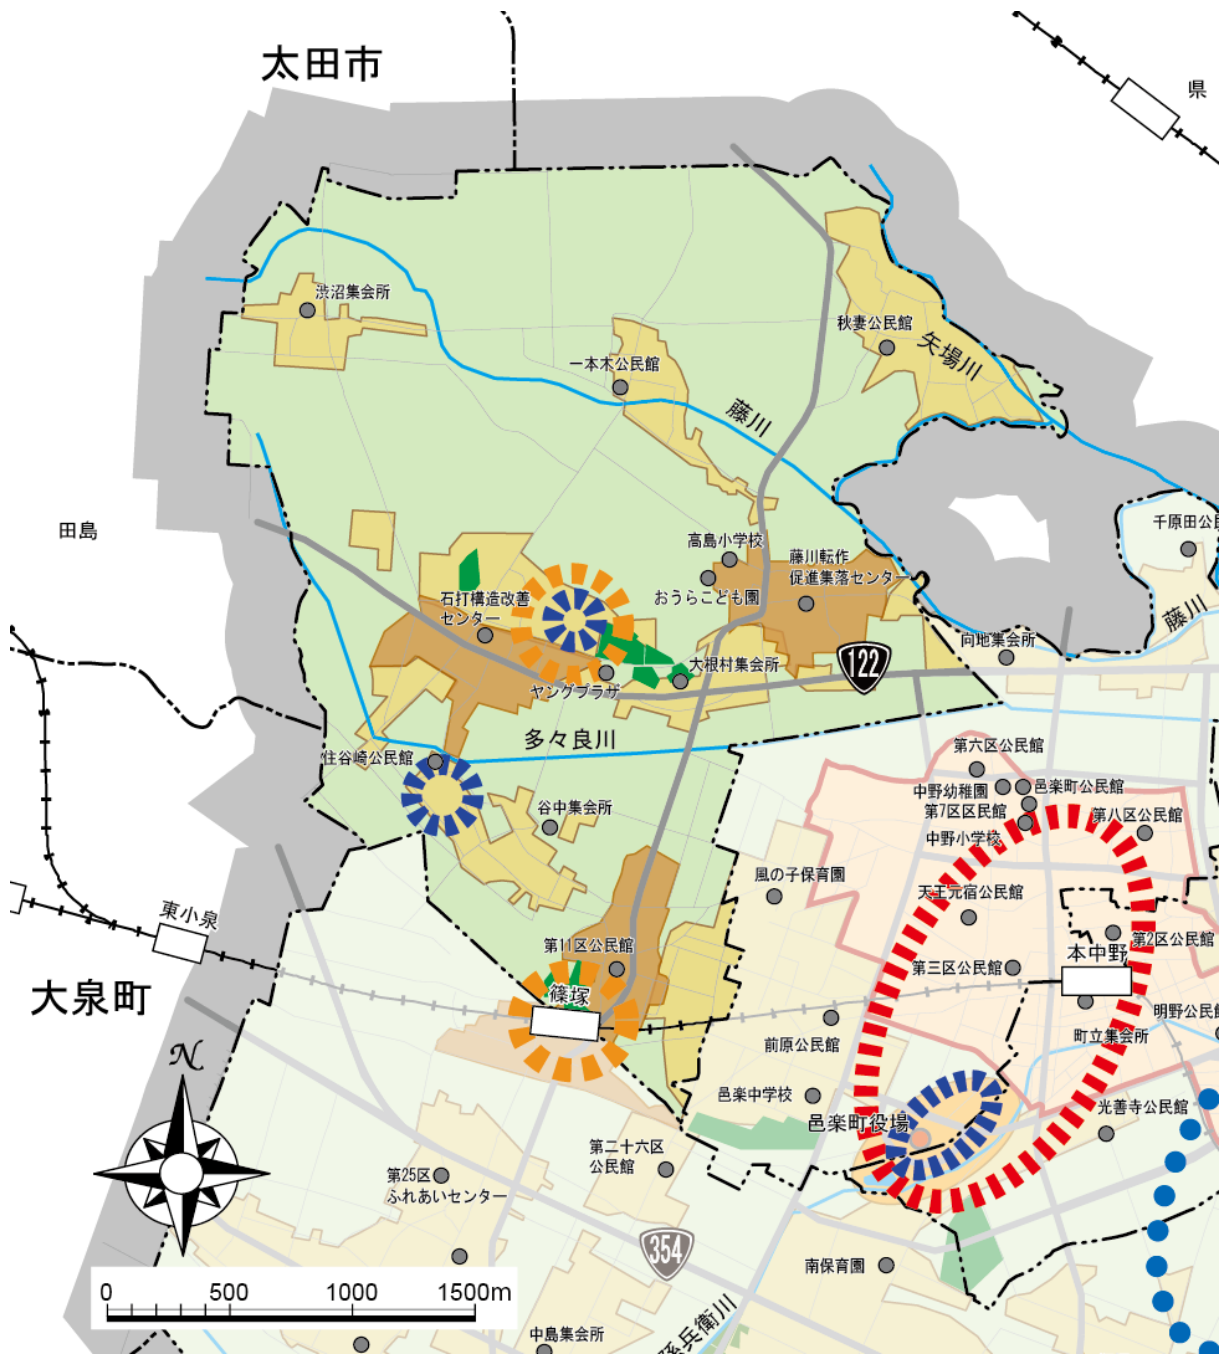 太田市
県
渋沼集会所
秋妻公民館
矢場川
一本木公民館
藤川
田島
千原田公民
高島小学校
おうらこども園
藤川転作
促進集落センター
石打構造改善
センター
藤川
向地集会所
122
大根村集会所
ヤングプラザ
多々良川
住谷崎公民館
第六区公民館
中野幼稚園
邑楽町公民館
第7区区民館
中野小学校
第八区公民館
谷中集会所
風の子保育園
天王元宿公民館
東小泉
第11区公民館
第2区公民館
本中野
第三区公民館
大泉町
篠塚
明野公民館
町立集会所
前原公民館
N
邑楽中学校
光善寺公民館
邑楽町役場
第二十六区
公民館
第25区
ふれあいセンター
354
南保育園
0 500 1000 1500m
孫兵衛川
中島集会所